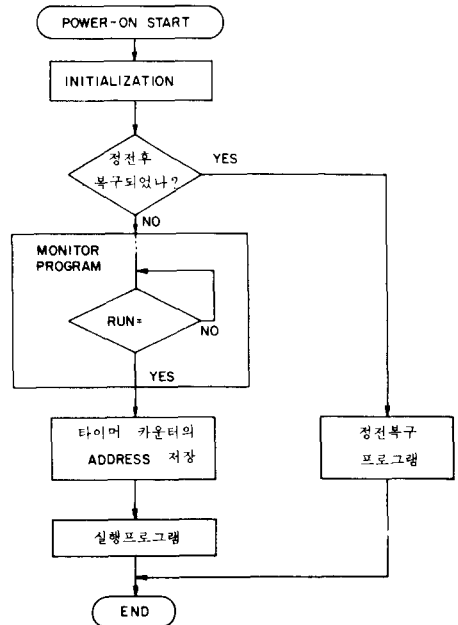 POWER-ON START
INITIALIZATION
정전후
복구되었나?
YES
NO
MONITOR
PROGRAM
RUN=
NO
YES
타이머 카운터의
ADDRESS 저장
정전복구
프로그램
실행프로그램
END